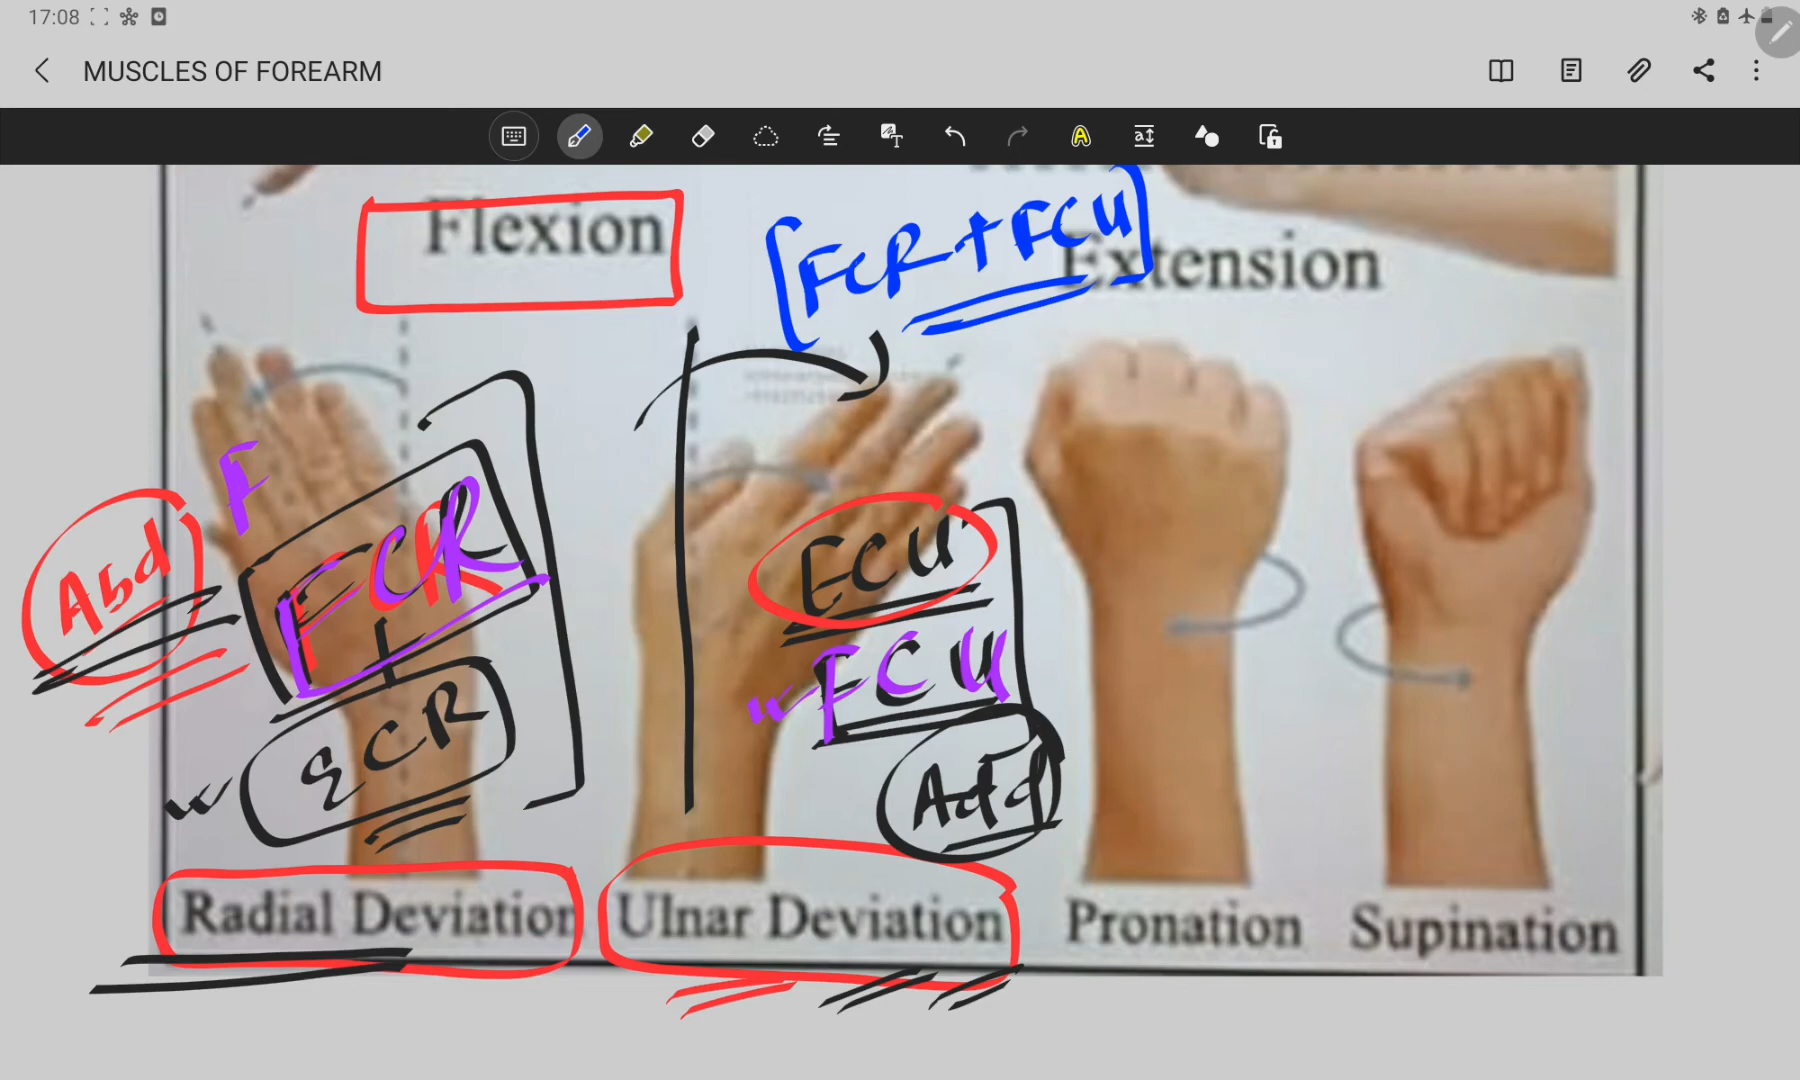 17:08
MUSCLES OF FOREARM
Flexion
[FCR + FCU]
Extension
F
Abd
FCR
+
ECR
ECU
FCU
Add
Radial Deviation
Ulnar Deviation
Pronation
Supination